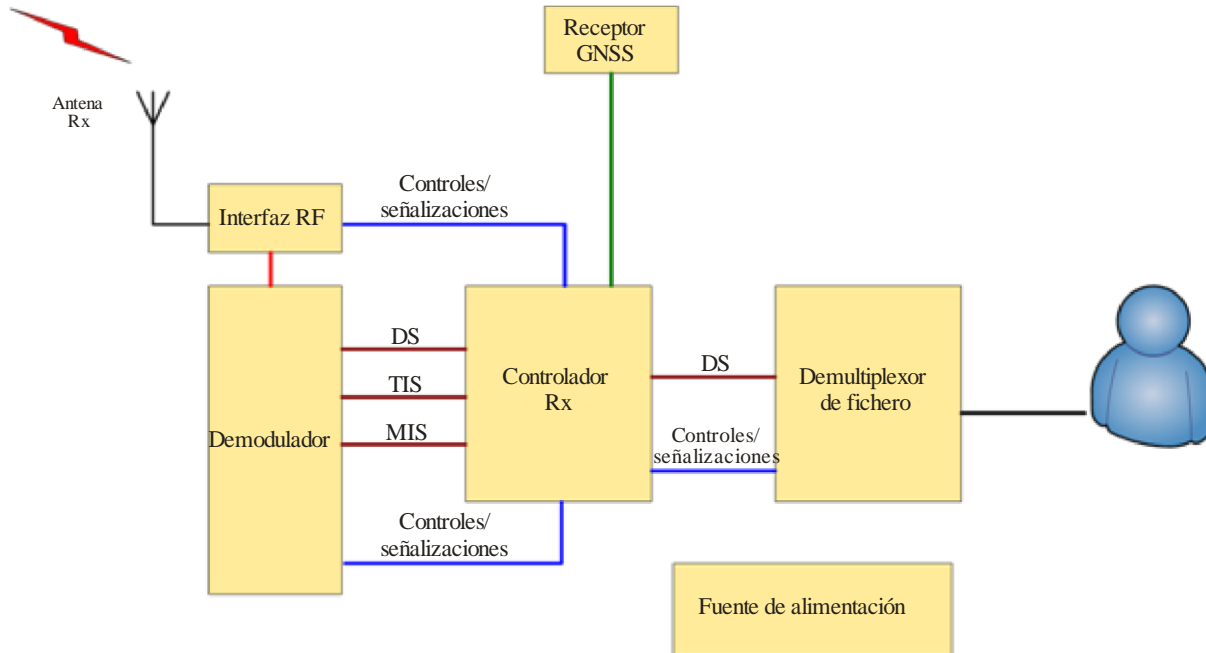 Receptor
GNSS
Antena
Rx
Interfaz RF
Controles/
señalizaciones
DS
TIS
MIS
Demodulador
Controlador
Rx
DS
Controles/
señalizaciones
Demultiplexor
de fichero
Controles/
señalizaciones
Fuente de alimentación